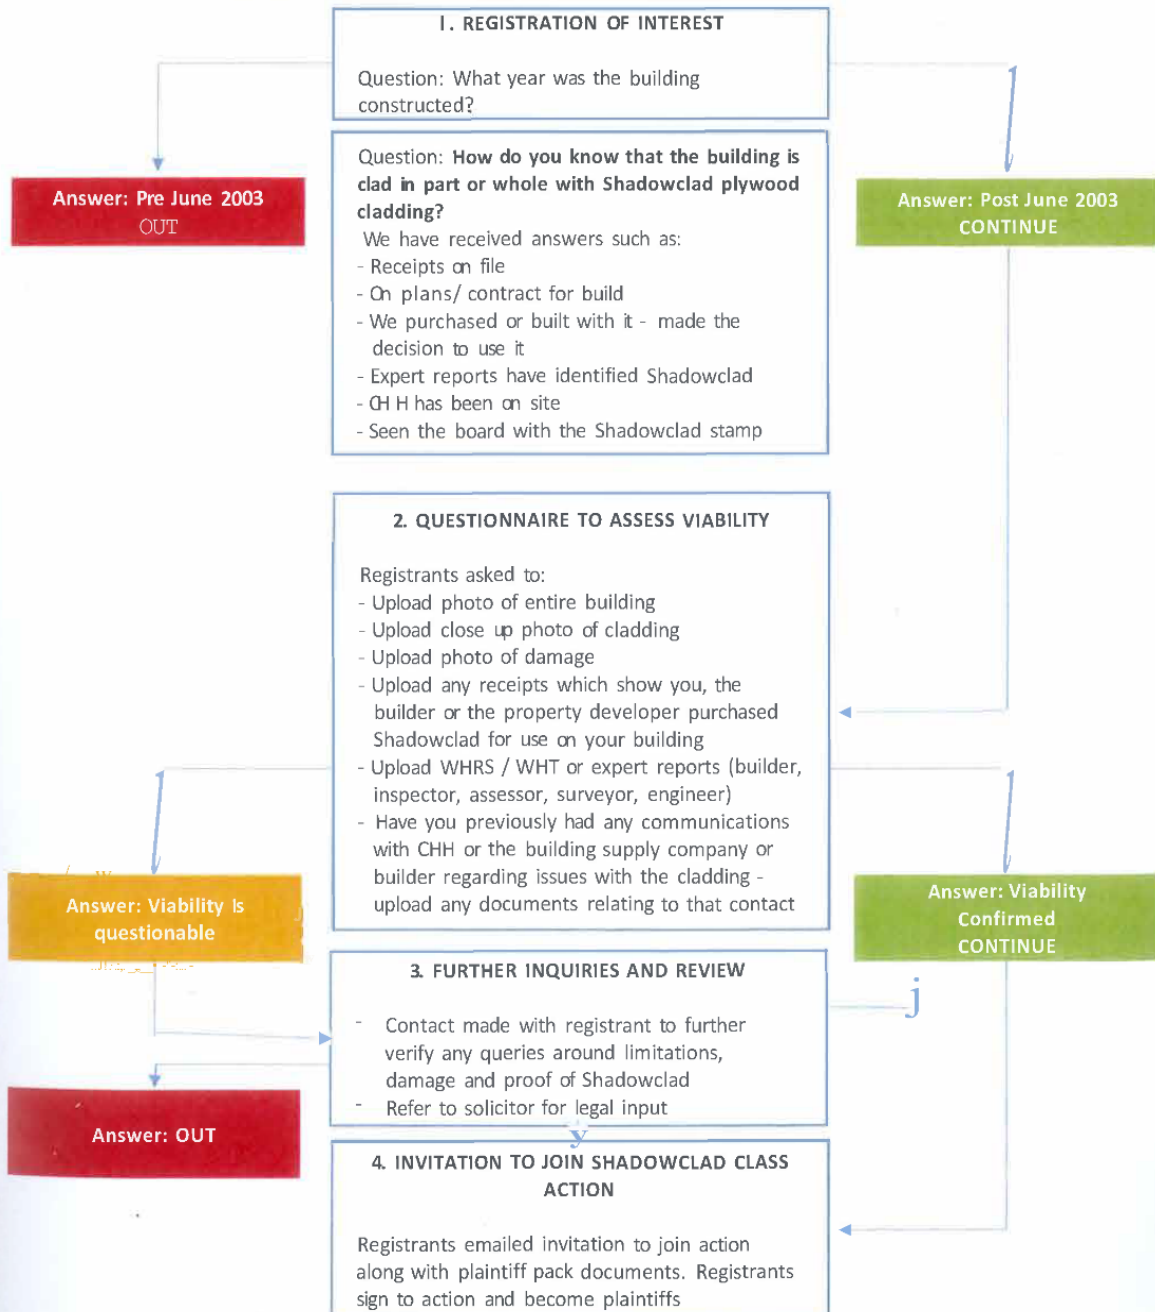 1. REGISTRATION OF INTEREST
Question: What year was the building
constructed?
Question: How do you know that the building is
clad in part or whole with Shadowclad plywood
cladding?
We have received answers such as:
- Receipts on file
- On plans/ contract for build
- We purchased or built with it - made the
decision to use it
- Expert reports have identified Shadowclad
- CHH has been on site
- Seen the board with the Shadowclad stamp
Answer: Pre June 2003
OUT
Answer: Post June 2003
CONTINUE
2. QUESTIONNAIRE TO ASSESS VIABILITY
Registrants asked to:
- Upload photo of entire building
- Upload close up photo of cladding
- Upload photo of damage
- Upload any receipts which show you, the
builder or the property developer purchased
Shadowclad for use on your building
- Upload WHRS / WHT or expert reports (builder,
inspector, assessor, surveyor, engineer)
- Have you previously had any communications
with CHH or the building supply company or
builder regarding issues with the cladding -
upload any documents relating to that contact
Answer: Viability Is
questionable
Answer: Viability
Confirmed
CONTINUE
3. FURTHER INQUIRIES AND REVIEW
- Contact made with registrant to further
verify any queries around limitations,
damage and proof of Shadowclad
- Refer to solicitor for legal input
Answer: OUT
4. INVITATION TO JOIN SHADOWCLAD CLASS
ACTION
Registrants emailed invitation to join action
along with plaintiff pack documents. Registrants
sign to action and become plaintiffs